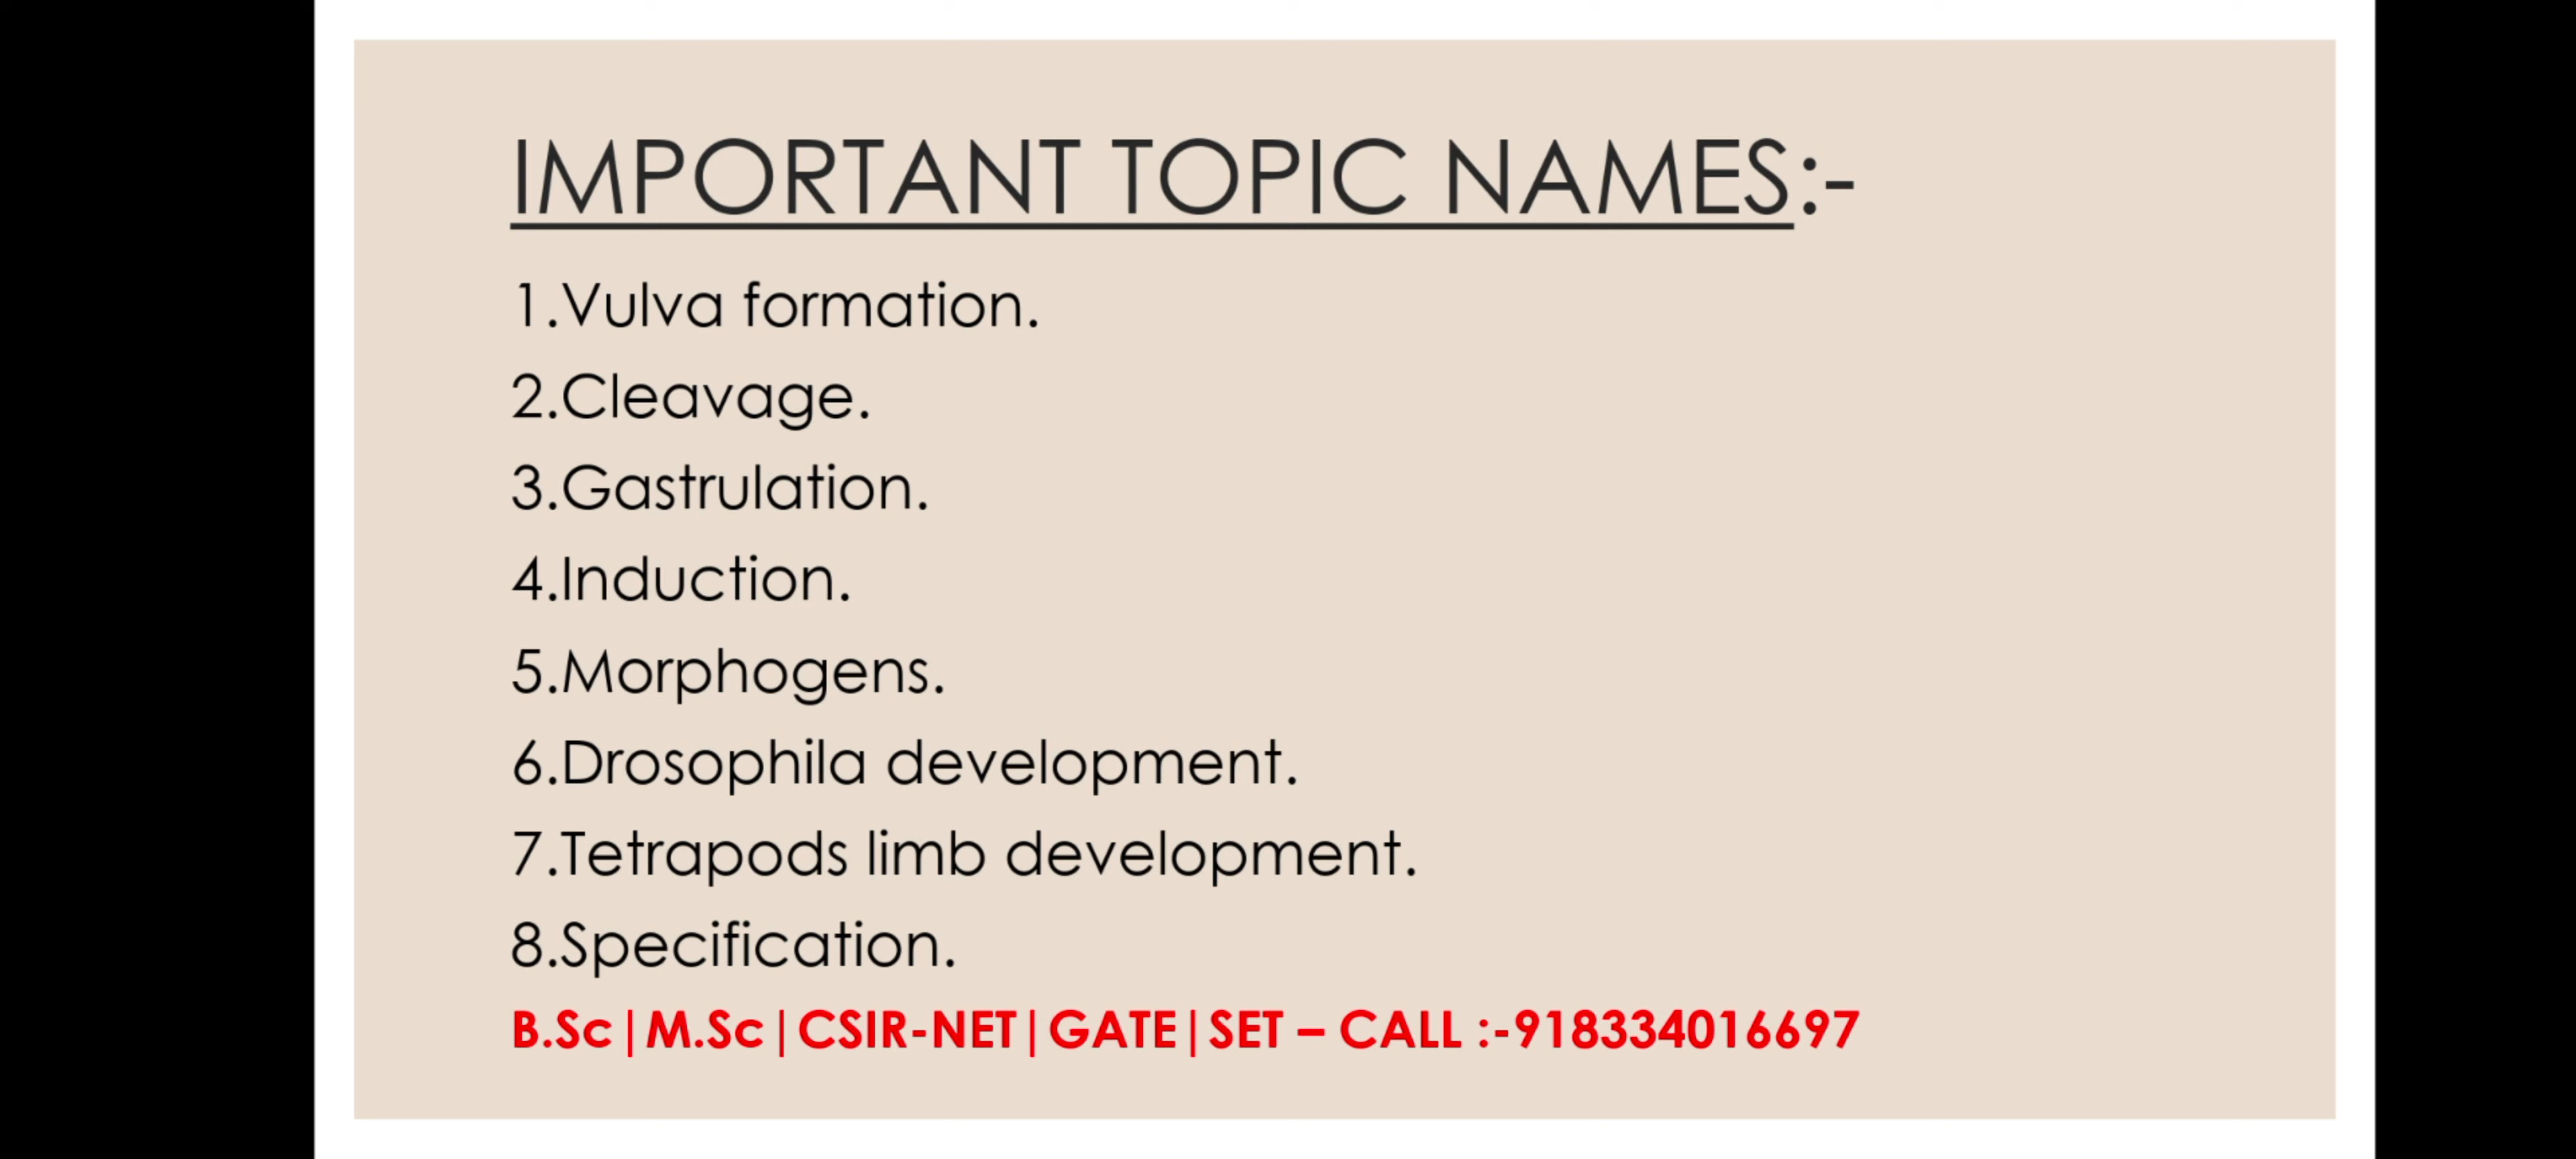 IMPORTANT TOPIC NAMES:-
1.Vulva formation.
2.Cleavage.
3.Gastrulation.
4.Induction.
5.Morphogens.
6.Drosophila development.
7.Tetrapods limb development.
8.Specification.
B.Sc|M.Sc|CSIR-NET|GATE|SET – CALL :-918334016697